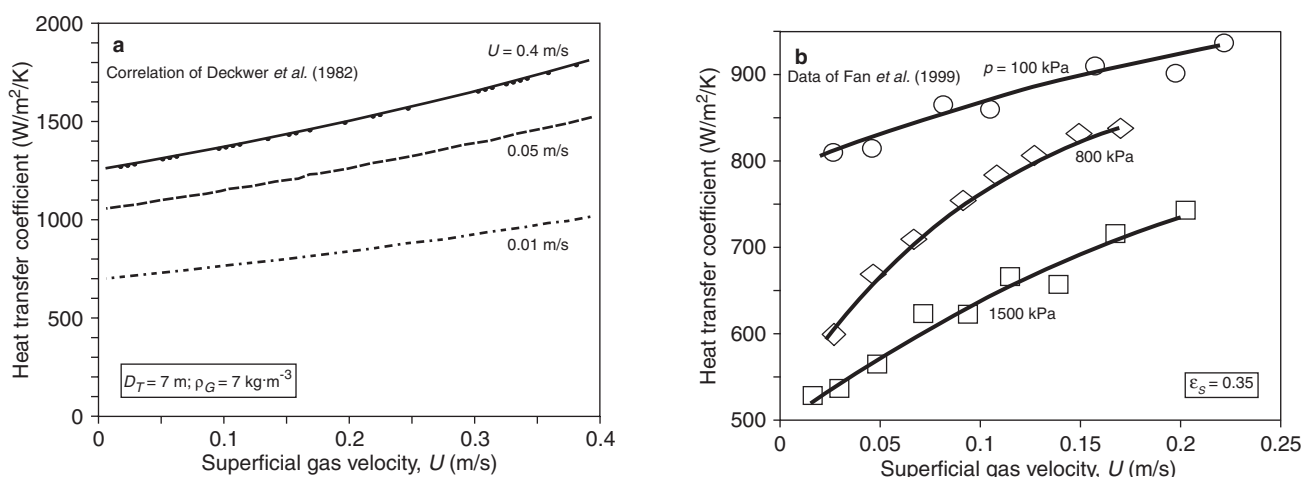 Heat transfer coefficient (W/m²/K)
2000
1500
1000
500
0
a
Correlation of Deckwer et al. (1982)
U = 0.4 m/s
0.05 m/s
0.01 m/s
D_T = 7 m; ρ_G = 7 kg·m⁻³
0 0.1 0.2 0.3 0.4
Superficial gas velocity, U (m/s)
Heat transfer coefficient (W/m²/K)
900
800
700
600
500
b
Data of Fan et al. (1999)
p = 100 kPa
800 kPa
1500 kPa
ε_S = 0.35
0 0.05 0.1 0.15 0.2 0.25
Superficial gas velocity, U (m/s)